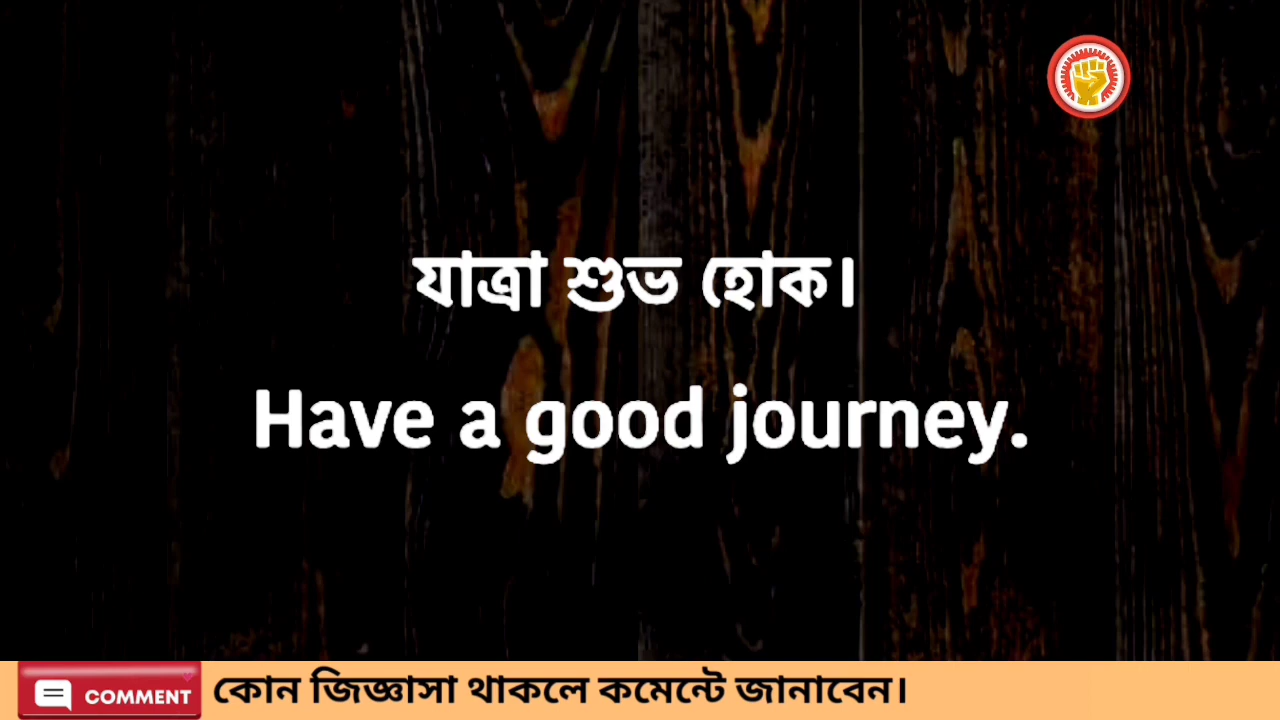 যাত্রা শুভ হোক।
Have a good journey.
COMMENT
কোন জিজ্ঞাসা থাকলে কমেন্টে জানাবেন।